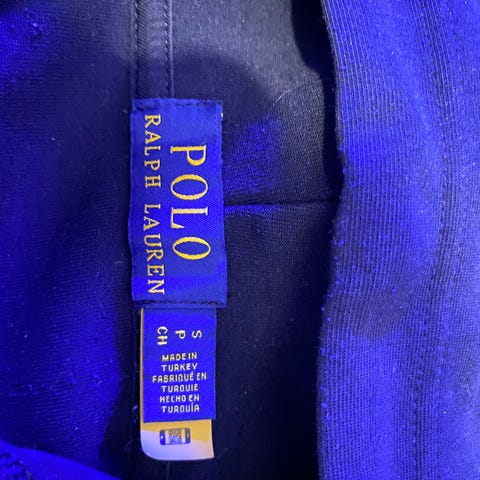 POLO
RALPH LAUREN
S
P
CH
MADE IN
TURKEY
FABRIQUÉ EN
TURQUIE
HECHO EN
TURQUÍA